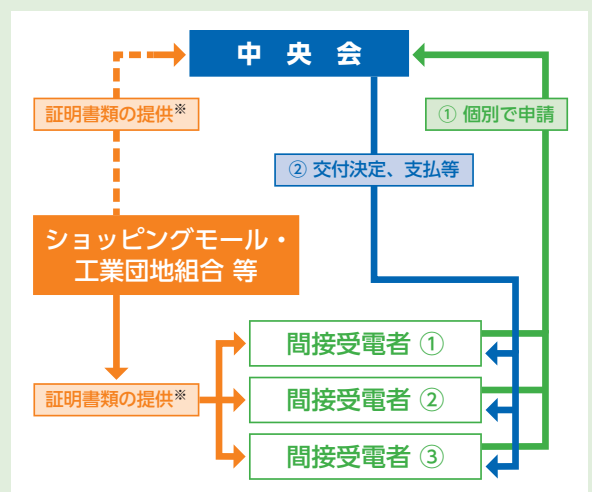 中央会
証明書類の提供※
① 個別で申請
② 交付決定、支払等
ショッピングモール・
工業団地組合 等
間接受電者 ①
証明書類の提供※
間接受電者 ②
間接受電者 ③